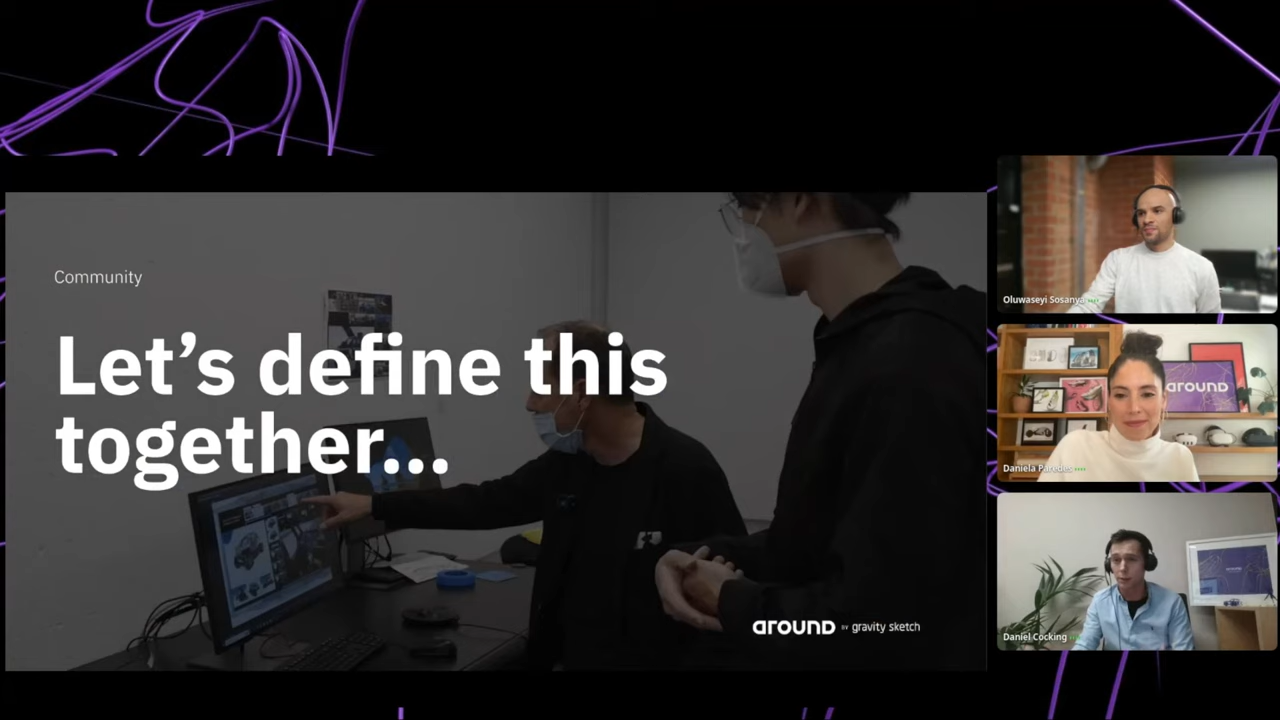 Community
Let’s define this
together...
around BY gravity sketch
Oluwaseyi Sosanya
around
Daniela Paredes
Daniel Cocking